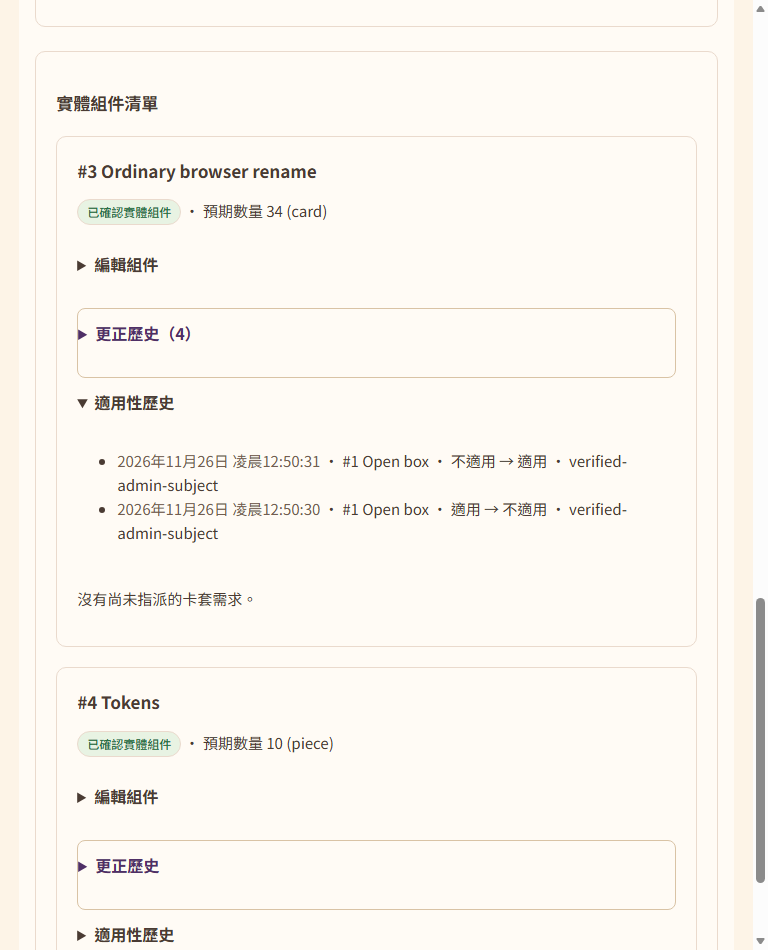 實體組件清單
#3 Ordinary browser rename
已確認實體組件 · 預期數量 34 (card)
▶ 編輯組件
▶ 更正歷史（4）
▼ 適用性歷史
• 2026年11月26日 凌晨12:50:31 · #1 Open box · 不適用 → 適用 · verified-
admin-subject
• 2026年11月26日 凌晨12:50:30 · #1 Open box · 適用 → 不適用 · verified-
admin-subject
沒有尚未指派的卡套需求。
#4 Tokens
已確認實體組件 · 預期數量 10 (piece)
▶ 編輯組件
▶ 更正歷史
▶ 適用性歷史